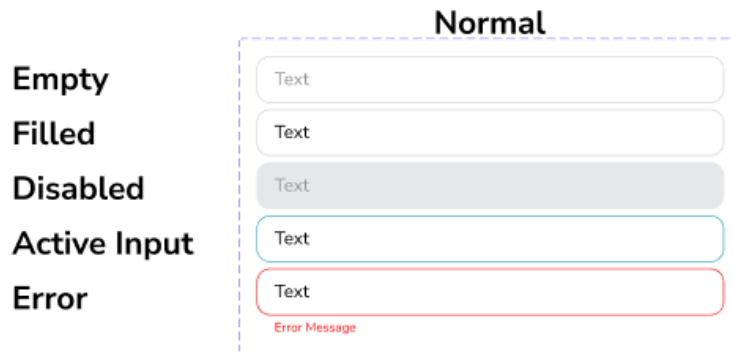 Normal
Empty
Text
Filled
Text
Disabled
Text
Active Input
Text
Error
Text
Error Message